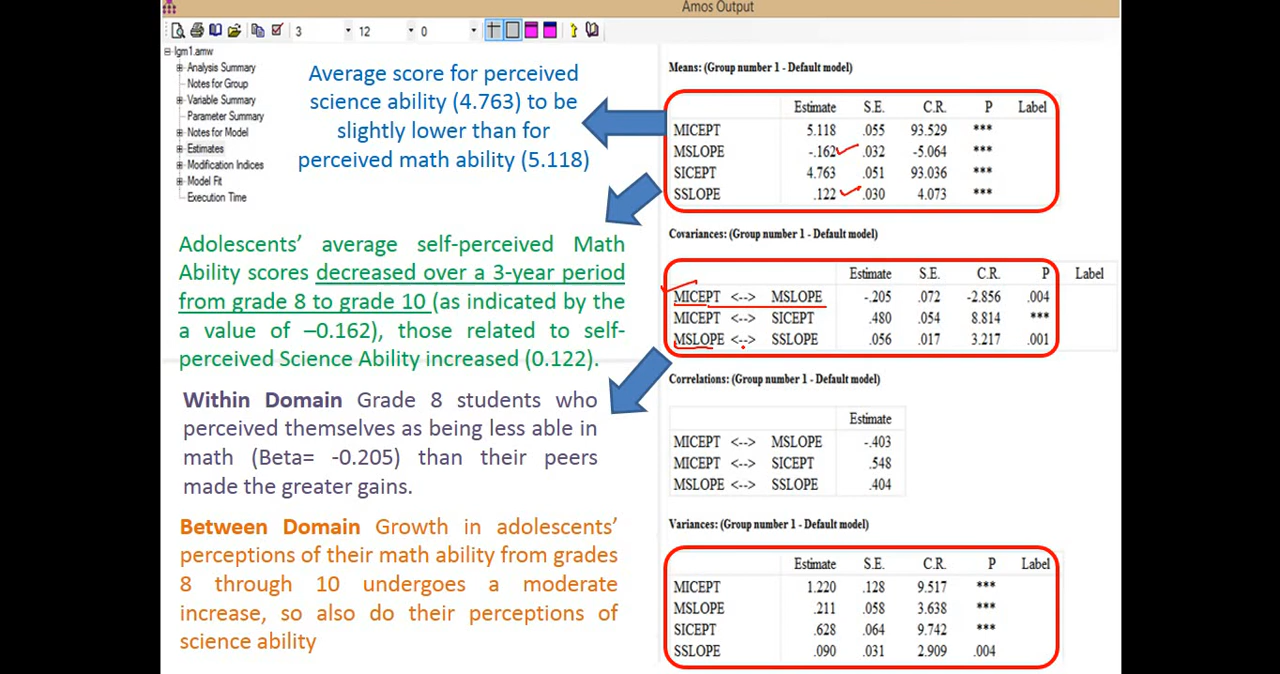 Amos Output
3 12 0
lgm1.amw
Analysis Summary
Notes for Group
Variable Summary
Parameter Summary
Notes for Model
Estimates
Modification Indices
Model Fit
Execution Time
Average score for perceived
science ability (4.763) to be
slightly lower than for
perceived math ability (5.118)
Adolescents' average self-perceived Math
Ability scores decreased over a 3-year period
from grade 8 to grade 10 (as indicated by the
a value of –0.162), those related to self-
perceived Science Ability increased (0.122).
Within Domain Grade 8 students who
perceived themselves as being less able in
math (Beta= -0.205) than their peers
made the greater gains.
Between Domain Growth in adolescents'
perceptions of their math ability from grades
8 through 10 undergoes a moderate
increase, so also do their perceptions of
science ability
Means: (Group number 1 - Default model)
Estimate S.E. C.R. P Label
MICEPT 5.118 .055 93.529 ***
MSLOPE -.162 .032 -5.064 ***
SICEPT 4.763 .051 93.036 ***
SSLOPE .122 .030 4.073 ***
Covariances: (Group number 1 - Default model)
Estimate S.E. C.R. P Label
MICEPT <--> MSLOPE -.205 .072 -2.856 .004
MICEPT <--> SICEPT .480 .054 8.814 ***
MSLOPE <--> SSLOPE .056 .017 3.217 .001
Correlations: (Group number 1 - Default model)
Estimate
MICEPT <--> MSLOPE -.403
MICEPT <--> SICEPT .548
MSLOPE <--> SSLOPE .404
Variances: (Group number 1 - Default model)
Estimate S.E. C.R. P Label
MICEPT 1.220 .128 9.517 ***
MSLOPE .211 .058 3.638 ***
SICEPT .628 .064 9.742 ***
SSLOPE .090 .031 2.909 .004